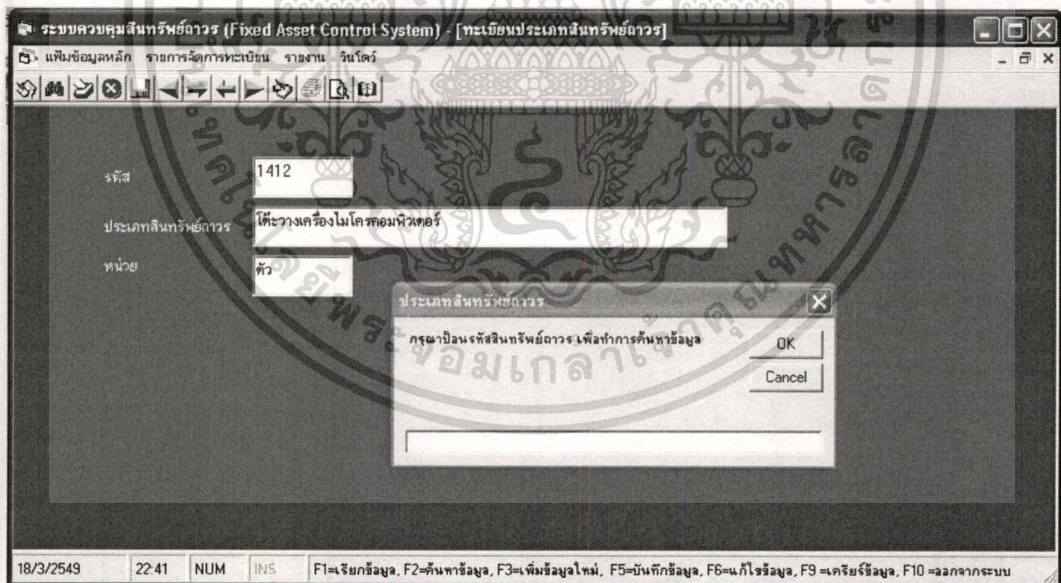 ระบบควบคุมสินทรัพย์ถาวร (Fixed Asset Control System) - [ทะเบียนประเภทสินทรัพย์ถาวร]
แฟ้มข้อมูลหลัก รายการจัดการทะเบียน รายงาน วินโดว์
รหัส 1412
ประเภทสินทรัพย์ถาวร โต๊ะวางเครื่องไมโครคอมพิวเตอร์
หน่วย ตัว
ประเภทสินทรัพย์ถาวร
กรุณาป้อนรหัสสินทรัพย์ถาวร เพื่อทำการค้นหาข้อมูล
OK
Cancel
18/3/2549 22:41 NUM INS F1=เรียกข้อมูล, F2=ค้นหาข้อมูล, F3=เพิ่มข้อมูลใหม่, F5=บันทึกข้อมูล, F6=แก้ไขข้อมูล, F9 =เครียร์ข้อมูล, F10 =ออกจากระบบ